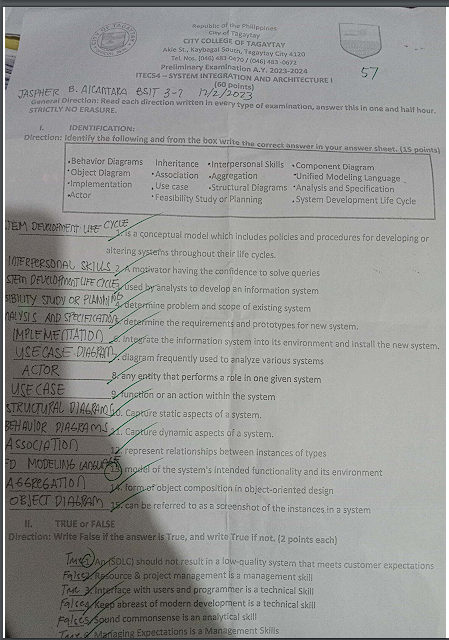 Republic of the Philippines
City of Tagaytay
CITY COLLEGE OF TAGAYTAY
Akle St., Kaybagal South, Tagaytay City 4120
Tel. Nos. (046) 483-0470 / (046) 483-0672
Preliminary Examination A.Y. 2023-2024
ITEC54 – SYSTEM INTEGRATION AND ARCHITECTURE I
(60 points)
57
JASPHER B. ALCANTARA BSIT 3-2 12/2/2023
General Direction: Read each direction written in every type of examination, answer this in one and half hour.
STRICTLY NO ERASURE.
I. IDENTIFICATION:
Direction: Identify the following and from the box write the correct answer in your answer sheet. (15 points)
•Behavior Diagrams Inheritance •Interpersonal Skills •Component Diagram
•Object Diagram •Association •Aggregation •Unified Modeling Language
•Implementation •Use case •Structural Diagrams •Analysis and Specification
•Actor •Feasibility Study or Planning •System Development Life Cycle
TEM DEVELOPMENT LIFE CYCLE 1. is a conceptual model which includes policies and procedures for developing or
altering systems throughout their life cycles.
INTERPERSONAL SKILLS 2. A motivator having the confidence to solve queries
STEM DEVELOPMENT LIFE CYCLE 3. used by analysts to develop an information system
SIBILITY STUDY OR PLANNING 4. determine problem and scope of existing system
NALYSIS AND SPECIFICATION 5. determine the requirements and prototypes for new system.
IMPLEMENTATION 6. integrate the information system into its environment and install the new system.
USE CASE DIAGRAM 7. diagram frequently used to analyze various systems
ACTOR 8. any entity that performs a role in one given system
USE CASE 9. function or an action within the system
STRUCTURAL DIAGRAMS 10. Capture static aspects of a system.
BEHAVIOR DIAGRAMS 11. Capture dynamic aspects of a system.
ASSOCIATION 12. represent relationships between instances of types
ED MODELING LANGUAGE 13. model of the system's intended functionality and its environment
AGGREGATION 14. form of object composition in object-oriented design
OBJECT DIAGRAM 15. can be referred to as a screenshot of the instances in a system
II. TRUE or FALSE
Direction: Write False if the answer is True, and write True if not. (2 points each)
True 1. An (SDLC) should not result in a low-quality system that meets customer expectations
False 2. Resource & project management is a management skill
True 3. Interface with users and programmer is a technical Skill
False 4. Keep abreast of modern development is a technical skill
False 5. Sound commonsense is an analytical skill
True 6. Managing Expectations is a Management Skills